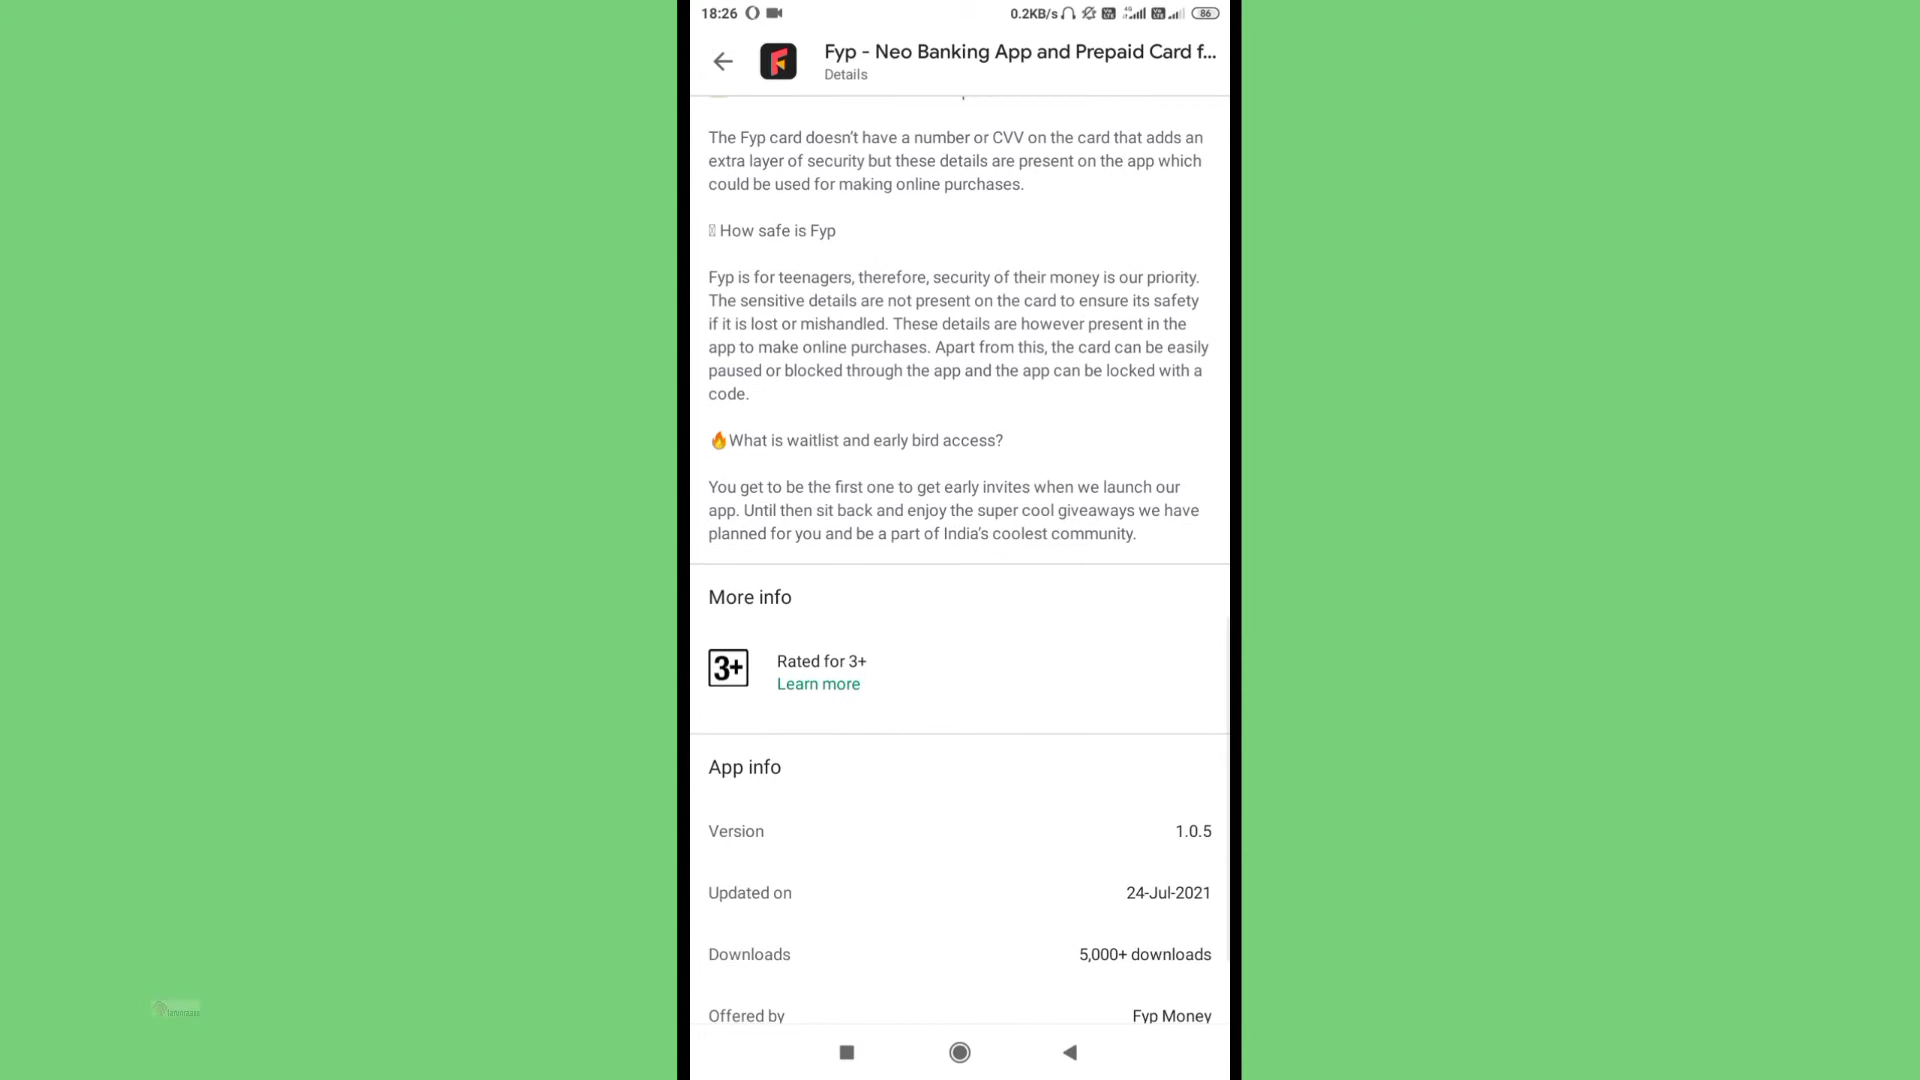 18:26 0.2KB/s 4G 86
Fyp - Neo Banking App and Prepaid Card f...
Details
The Fyp card doesn't have a number or CVV on the card that adds an
extra layer of security but these details are present on the app which
could be used for making online purchases.
How safe is Fyp
Fyp is for teenagers, therefore, security of their money is our priority.
The sensitive details are not present on the card to ensure its safety
if it is lost or mishandled. These details are however present in the
app to make online purchases. Apart from this, the card can be easily
paused or blocked through the app and the app can be locked with a
code.
🔥What is waitlist and early bird access?
You get to be the first one to get early invites when we launch our
app. Until then sit back and enjoy the super cool giveaways we have
planned for you and be a part of India's coolest community.
More info
3+ Rated for 3+
Learn more
App info
Version 1.0.5
Updated on 24-Jul-2021
Downloads 5,000+ downloads
Offered by Fyp Money